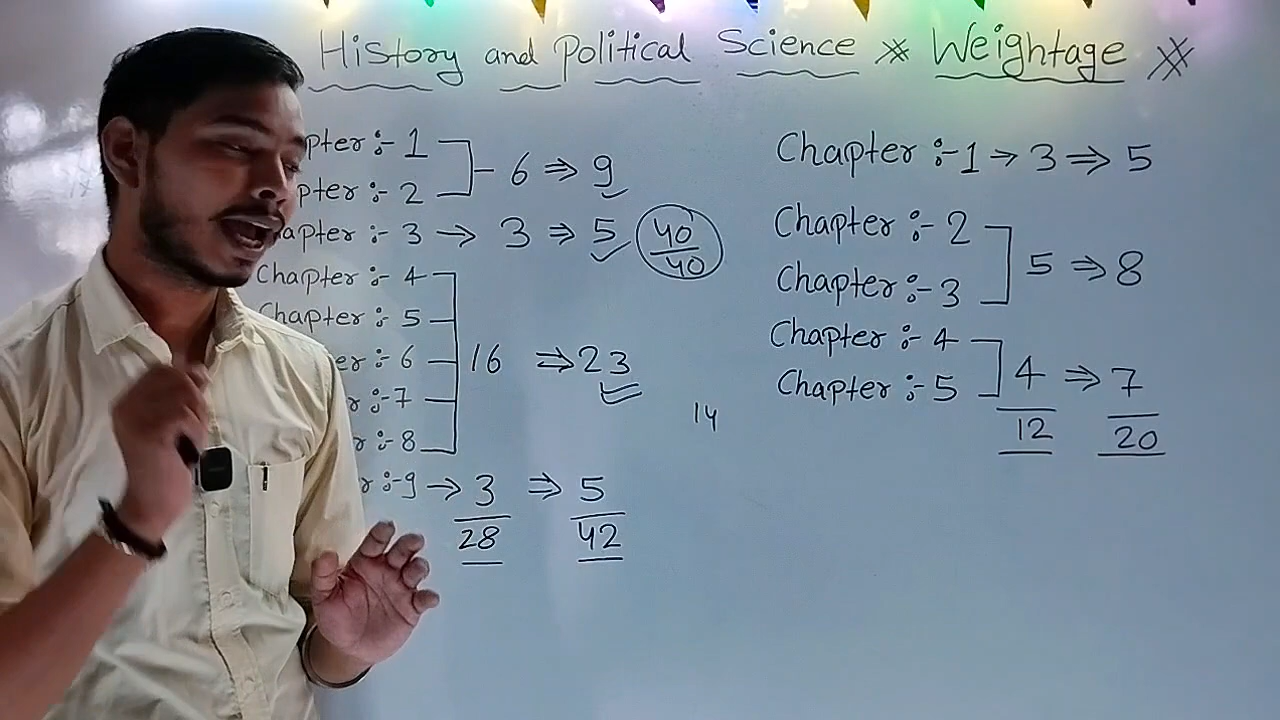 History and Political Science ※ Weightage ※
pter :- 1
pter :- 2
- 6 ⇒ 9
apter :- 3 → 3 ⇒ 5
40/40
Chapter :- 4
Chapter :- 5
er :- 6
16 ⇒ 23
r :- 7
r :- 8
r :- 9 → 3 ⇒ 5
28 42
14
Chapter :- 1 → 3 ⇒ 5
Chapter :- 2
Chapter :- 3
5 ⇒ 8
Chapter :- 4
Chapter :- 5
4 ⇒ 7
12 20